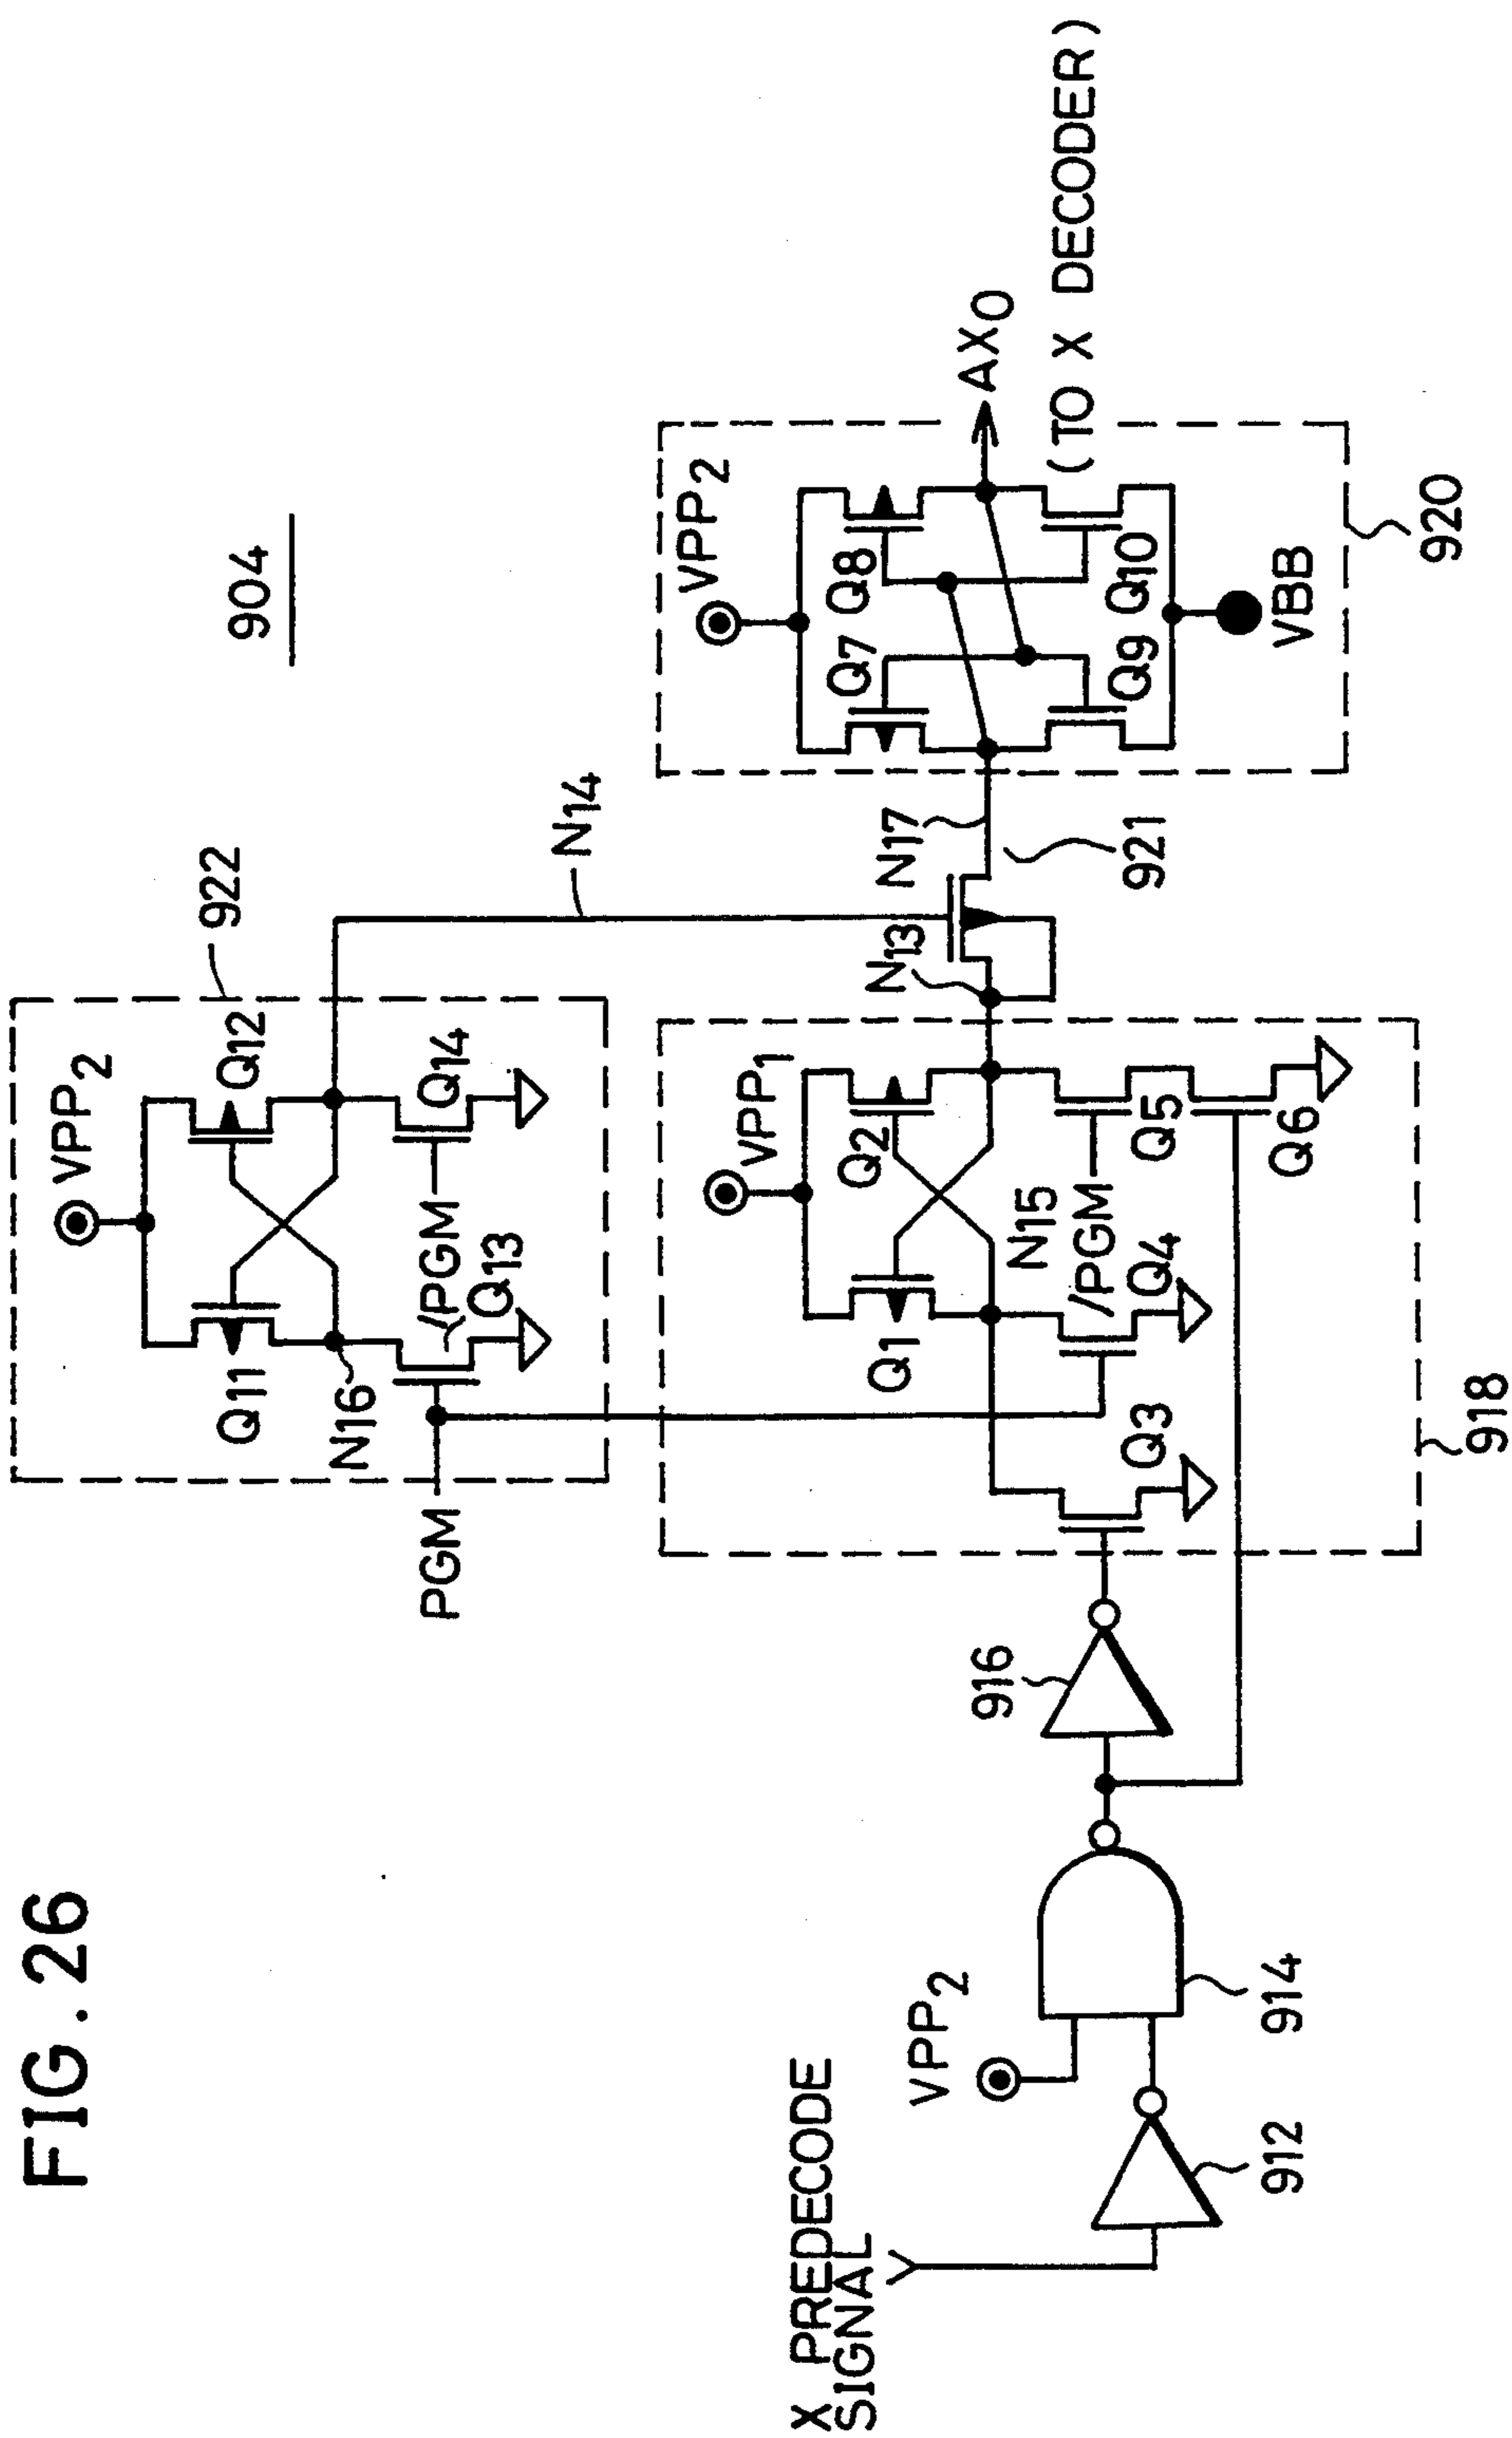 FIG. 26
904
922
VPP2
Q11
Q12
N16
/PGM
Q13
Q14
PGM
N14
VPP1
Q1
Q2
N15
/PGM
Q3
Q4
Q5
Q6
918
N13
N17
921
VPP2
Q7
Q8
Q9
Q10
VBB
920
AX0
(TO X DECODER)
X PREDECODE
SIGNAL
912
VPP2
914
916